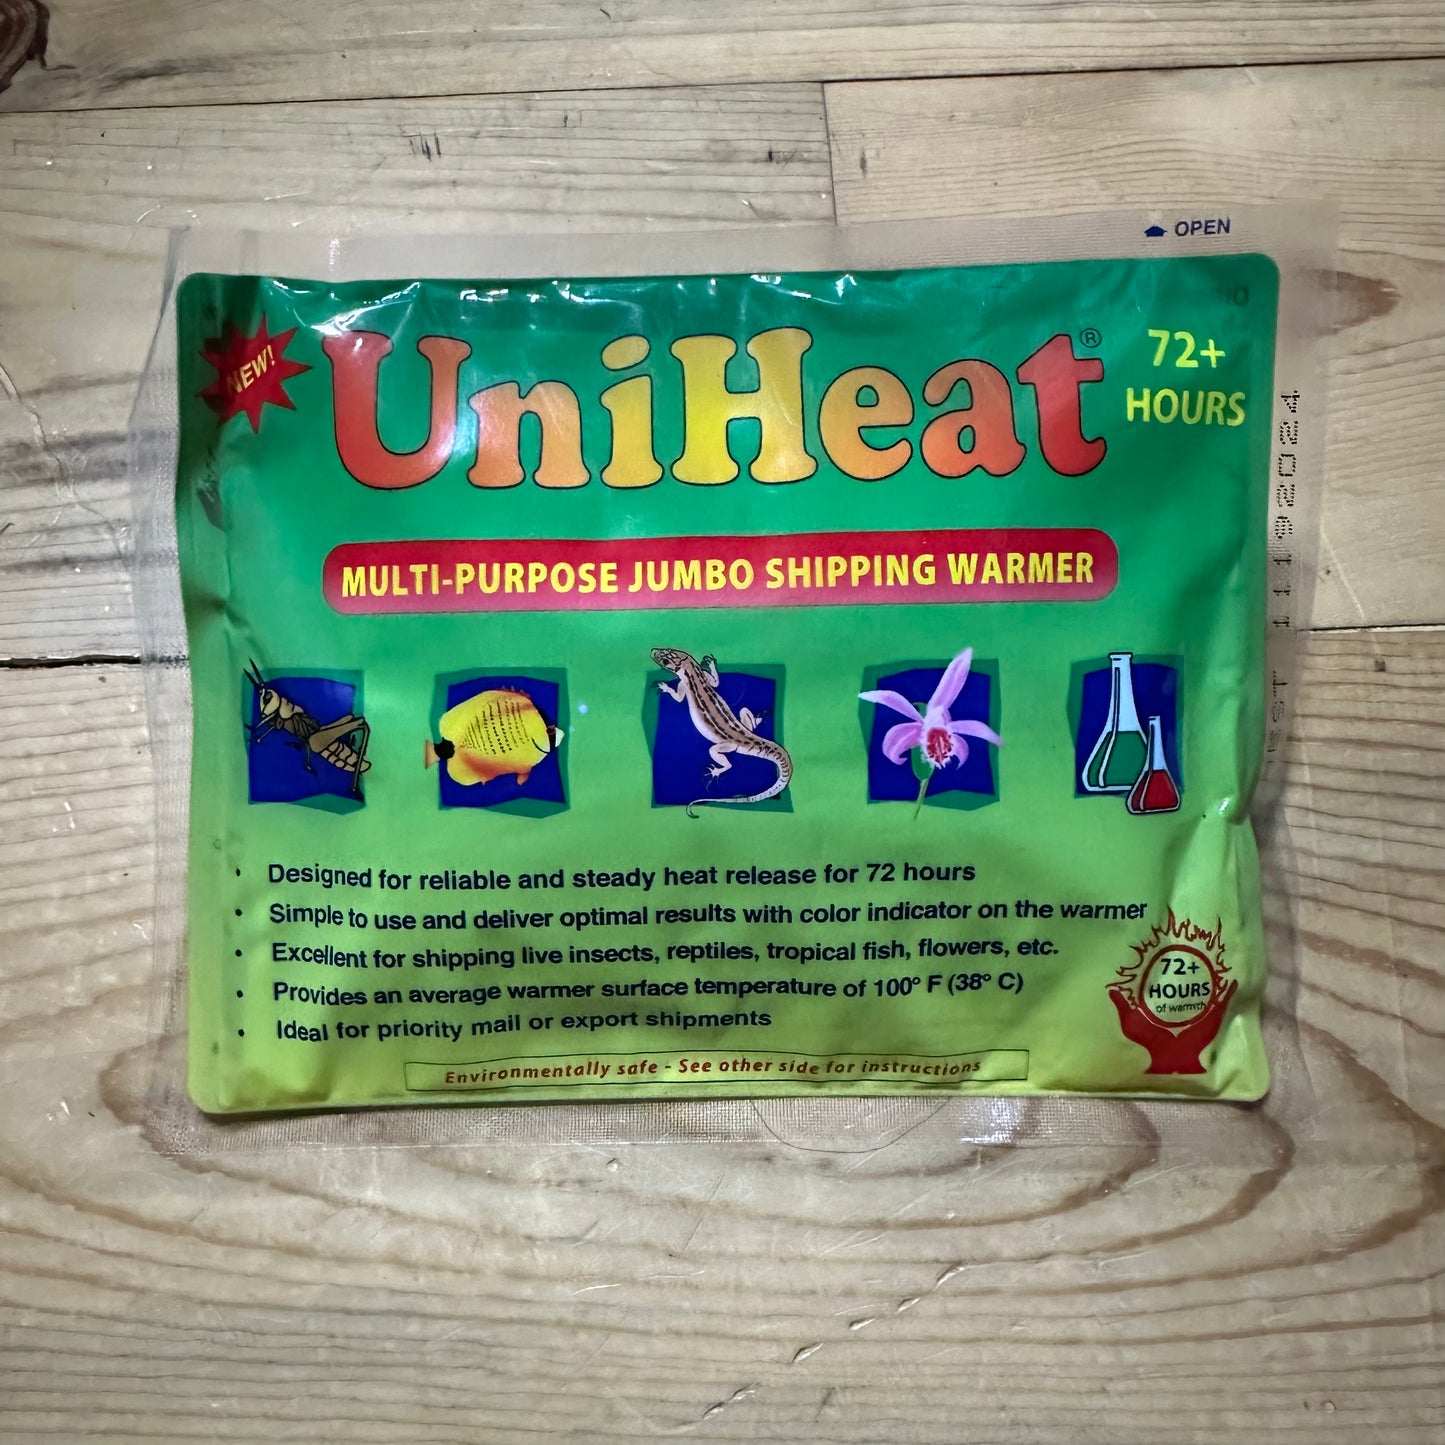 OPEN
NEW!
UniHeat®
72+
HOURS
MULTI-PURPOSE JUMBO SHIPPING WARMER
• Designed for reliable and steady heat release for 72 hours
• Simple to use and deliver optimal results with color indicator on the warmer
• Excellent for shipping live insects, reptiles, tropical fish, flowers, etc.
• Provides an average warmer surface temperature of 100° F (38° C)
• Ideal for priority mail or export shipments
72+
HOURS
of warmth
Environmentally safe - See other side for instructions